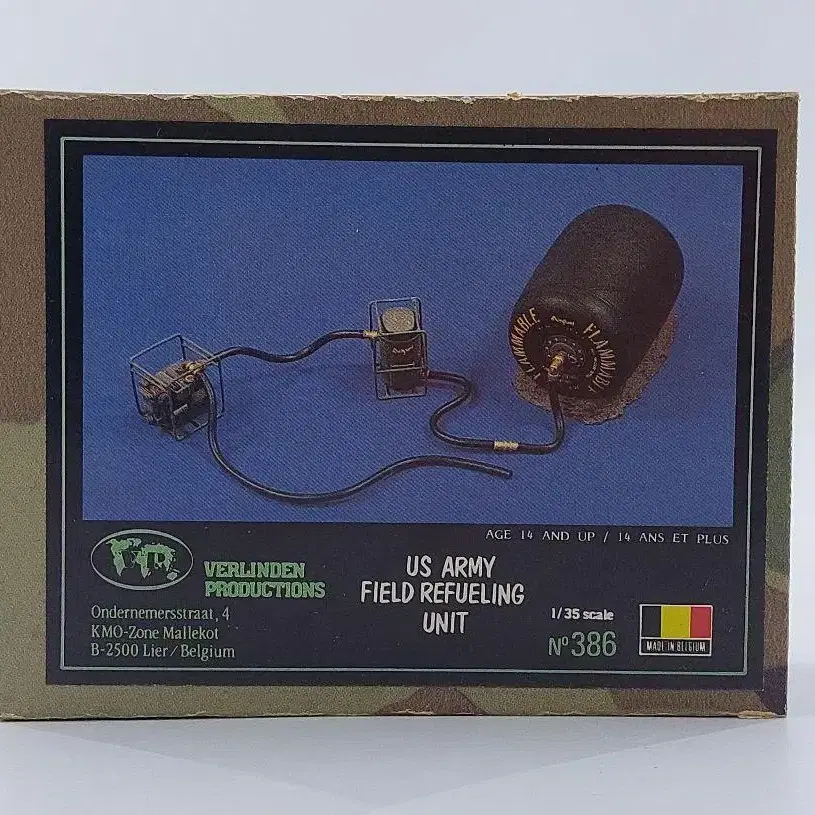 FLAMMABLE FLAMMABLE
AGE 14 AND UP / 14 ANS ET PLUS
VERLINDEN
PRODUCTIONS
Ondernemersstraat, 4
KMO-Zone Mallekot
B-2500 Lier/Belgium
US ARMY
FIELD REFUELING
UNIT
1/35 scale
Nº386
MADE IN BELGIUM